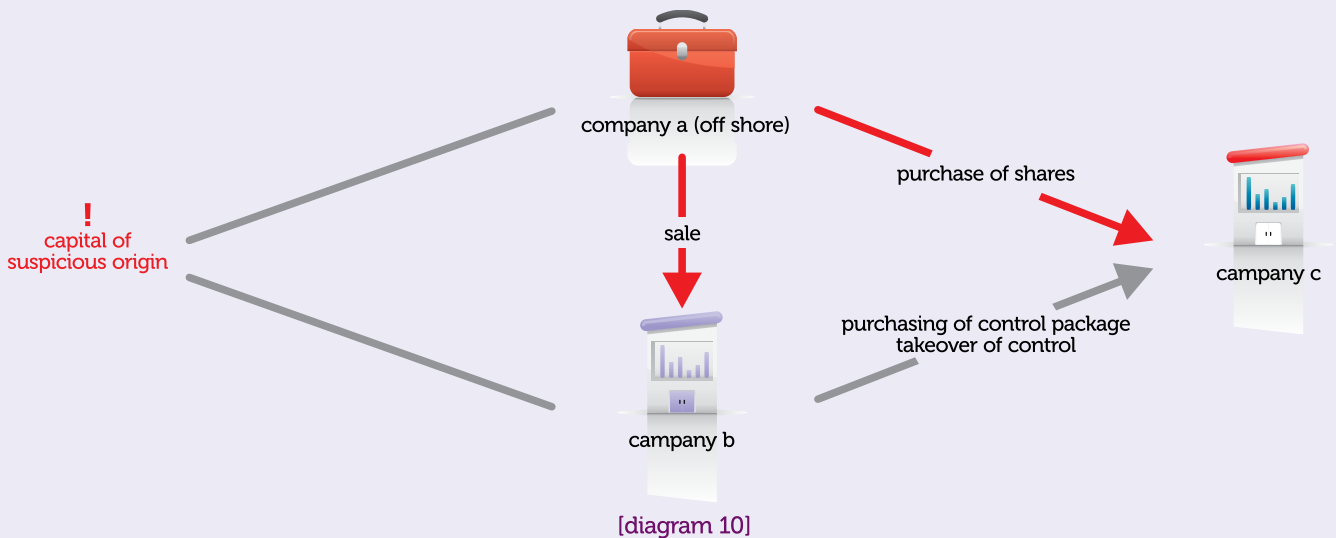 company a (off shore)
purchase of shares
!
capital of
suspicious origin
sale
campany c
purchasing of control package
takeover of control
campany b
[diagram 10]